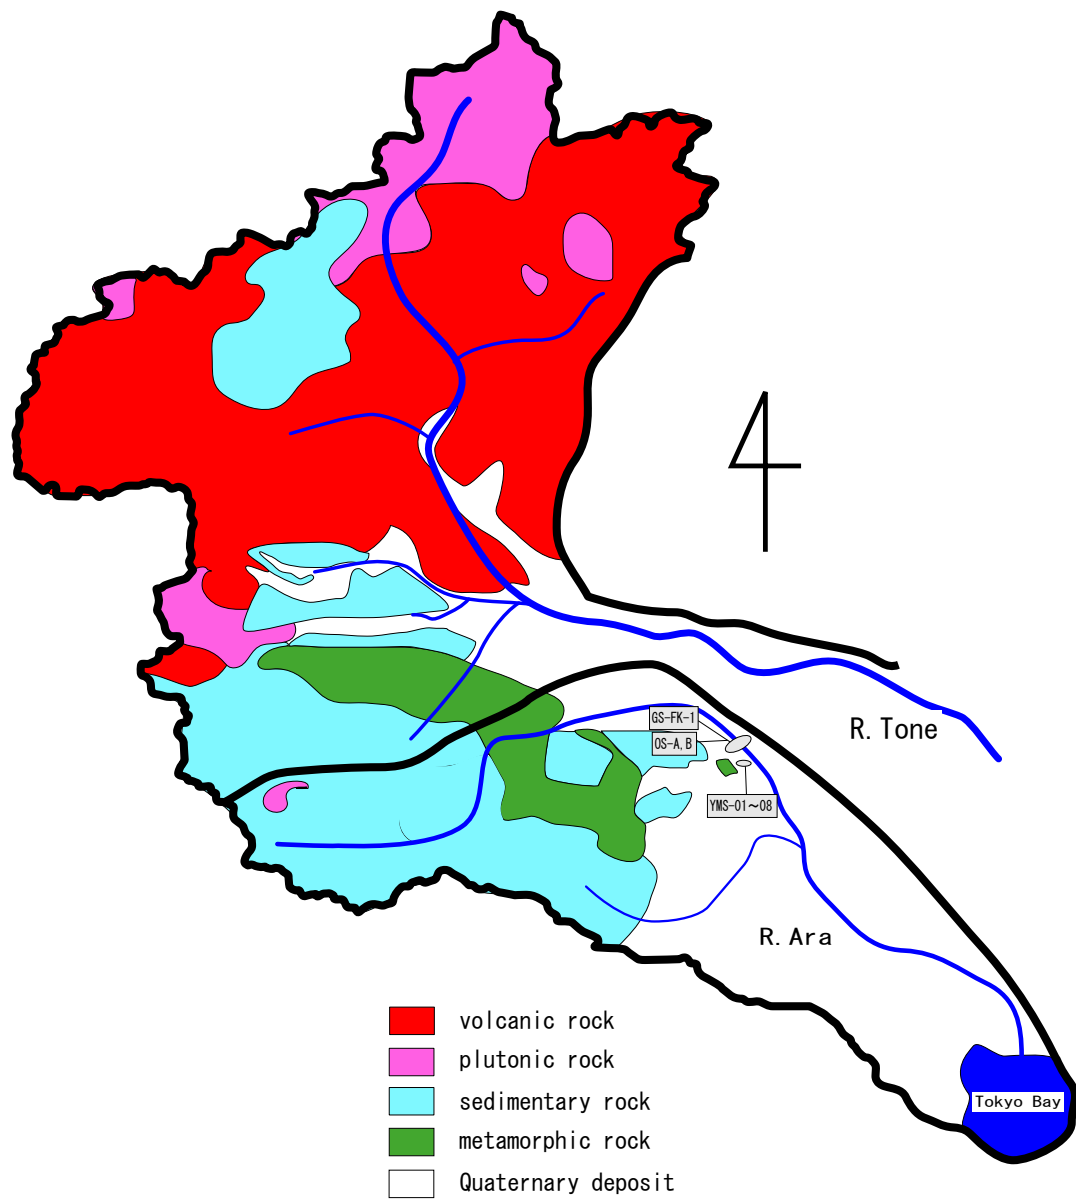 GS-FK-1
R. Tone
OS-A, B
YMS-01～08
R. Ara
volcanic rock
plutonic rock
sedimentary rock
metamorphic rock
Quaternary deposit
Tokyo Bay